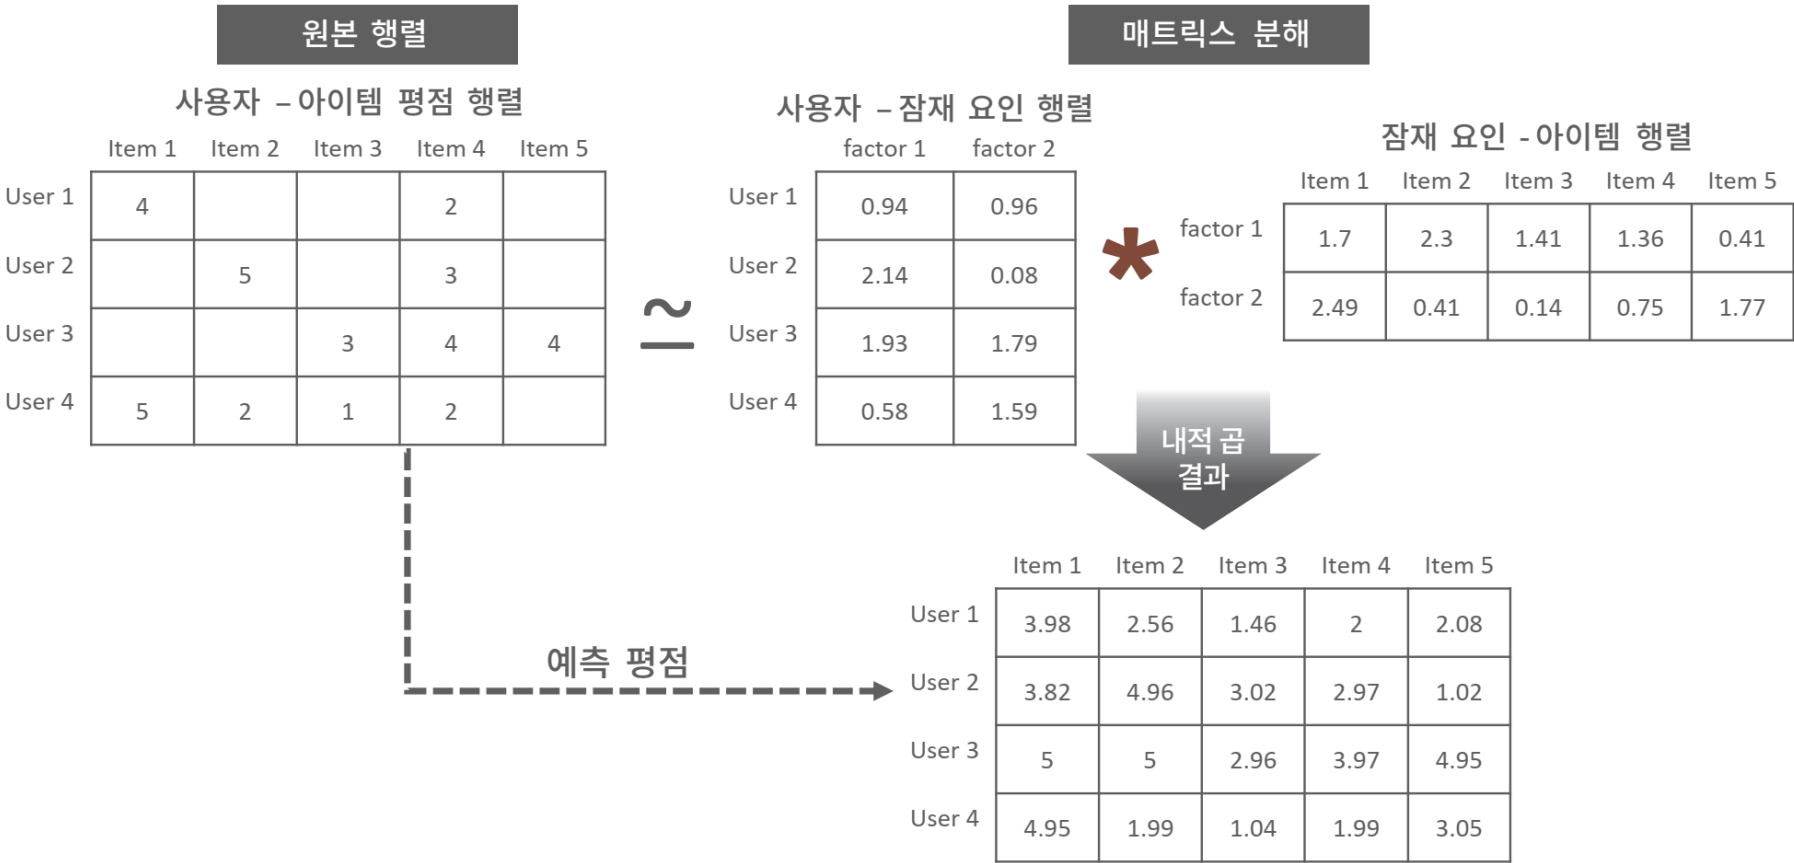 원본 행렬
매트릭스 분해
사용자 – 아이템 평점 행렬
Item 1 Item 2 Item 3 Item 4 Item 5
User 1 4 2
User 2 5 3
User 3 3 4 4
User 4 5 2 1 2
≃
사용자 – 잠재 요인 행렬
factor 1 factor 2
User 1 0.94 0.96
User 2 2.14 0.08
User 3 1.93 1.79
User 4 0.58 1.59
*
잠재 요인 - 아이템 행렬
Item 1 Item 2 Item 3 Item 4 Item 5
factor 1 1.7 2.3 1.41 1.36 0.41
factor 2 2.49 0.41 0.14 0.75 1.77
내적 곱
결과
예측 평점
Item 1 Item 2 Item 3 Item 4 Item 5
User 1 3.98 2.56 1.46 2 2.08
User 2 3.82 4.96 3.02 2.97 1.02
User 3 5 5 2.96 3.97 4.95
User 4 4.95 1.99 1.04 1.99 3.05